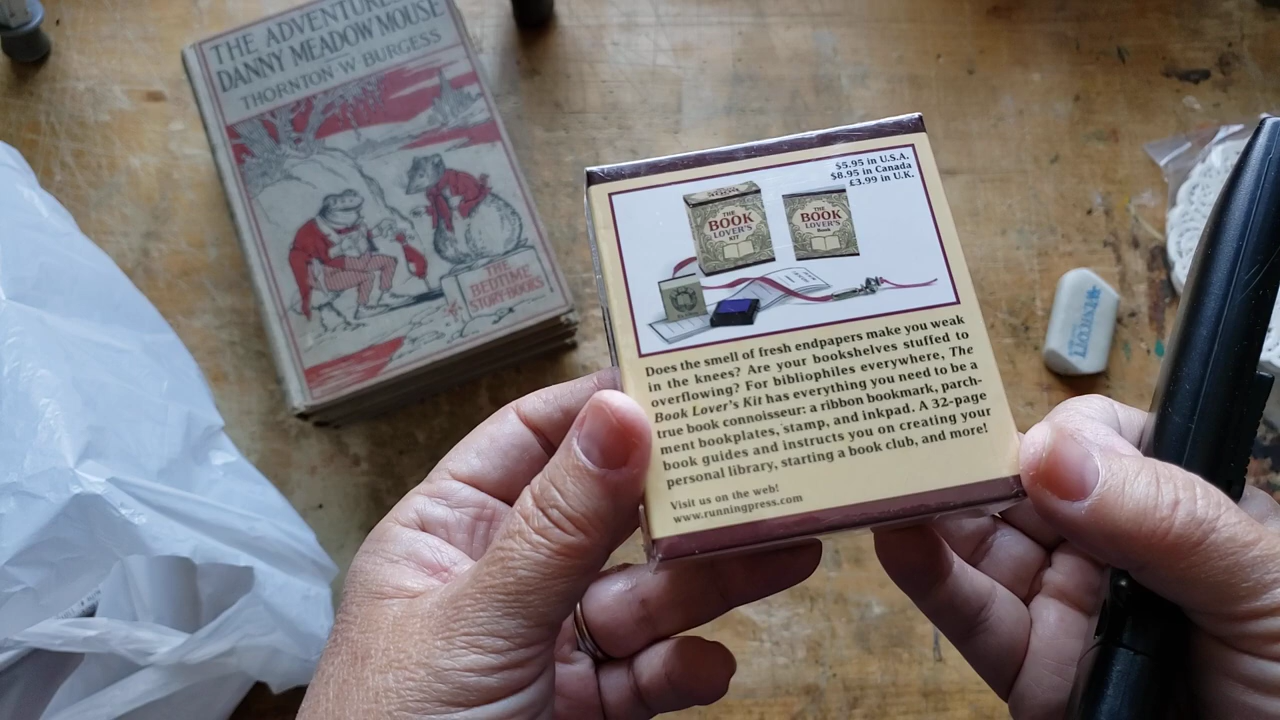 THE ADVENTURES
DANNY MEADOW MOUSE
THORNTON W BURGESS
THE
BEDTIME
STORY-BOOKS
$5.95 in U.S.A.
$8.95 in Canada
£3.99 in U.K.
THE
BOOK
LOVER'S
KIT
THE
BOOK
LOVER'S
Book
Does the smell of fresh endpapers make you weak
in the knees? Are your bookshelves stuffed to
overflowing? For bibliophiles everywhere, The
Book Lover's Kit has everything you need to be a
true book connoisseur: a ribbon bookmark, parch-
ment bookplates, stamp, and inkpad. A 32-page
book guides and instructs you on creating your
personal library, starting a book club, and more!
Visit us on the web!
www.runningpress.com
WESTCOTT